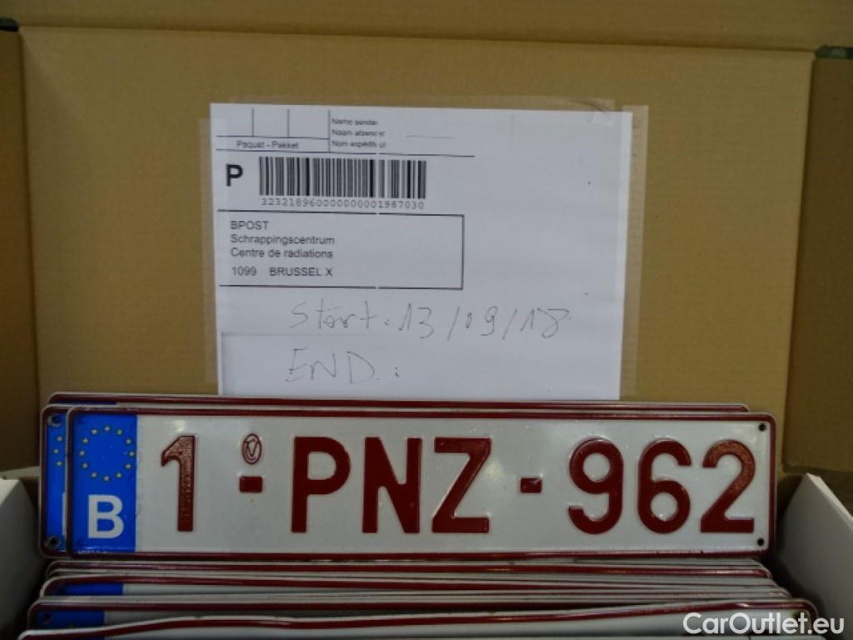 Name sender
Naam afzender
Nom expéditeur
Paquet - Pakket
P
323218960000000001987030
BPOST
Schrappingscentrum
Centre de radiations
1099 BRUSSEL X
Start. 13/09/18
END :
B
1-PNZ-962
CarOutlet.eu